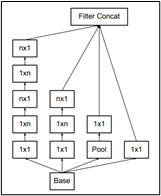 Filter Concat
nx1
1xn
nx1
nx1
1xn
1xn
1x1
1x1
1x1
Pool
1x1
Base